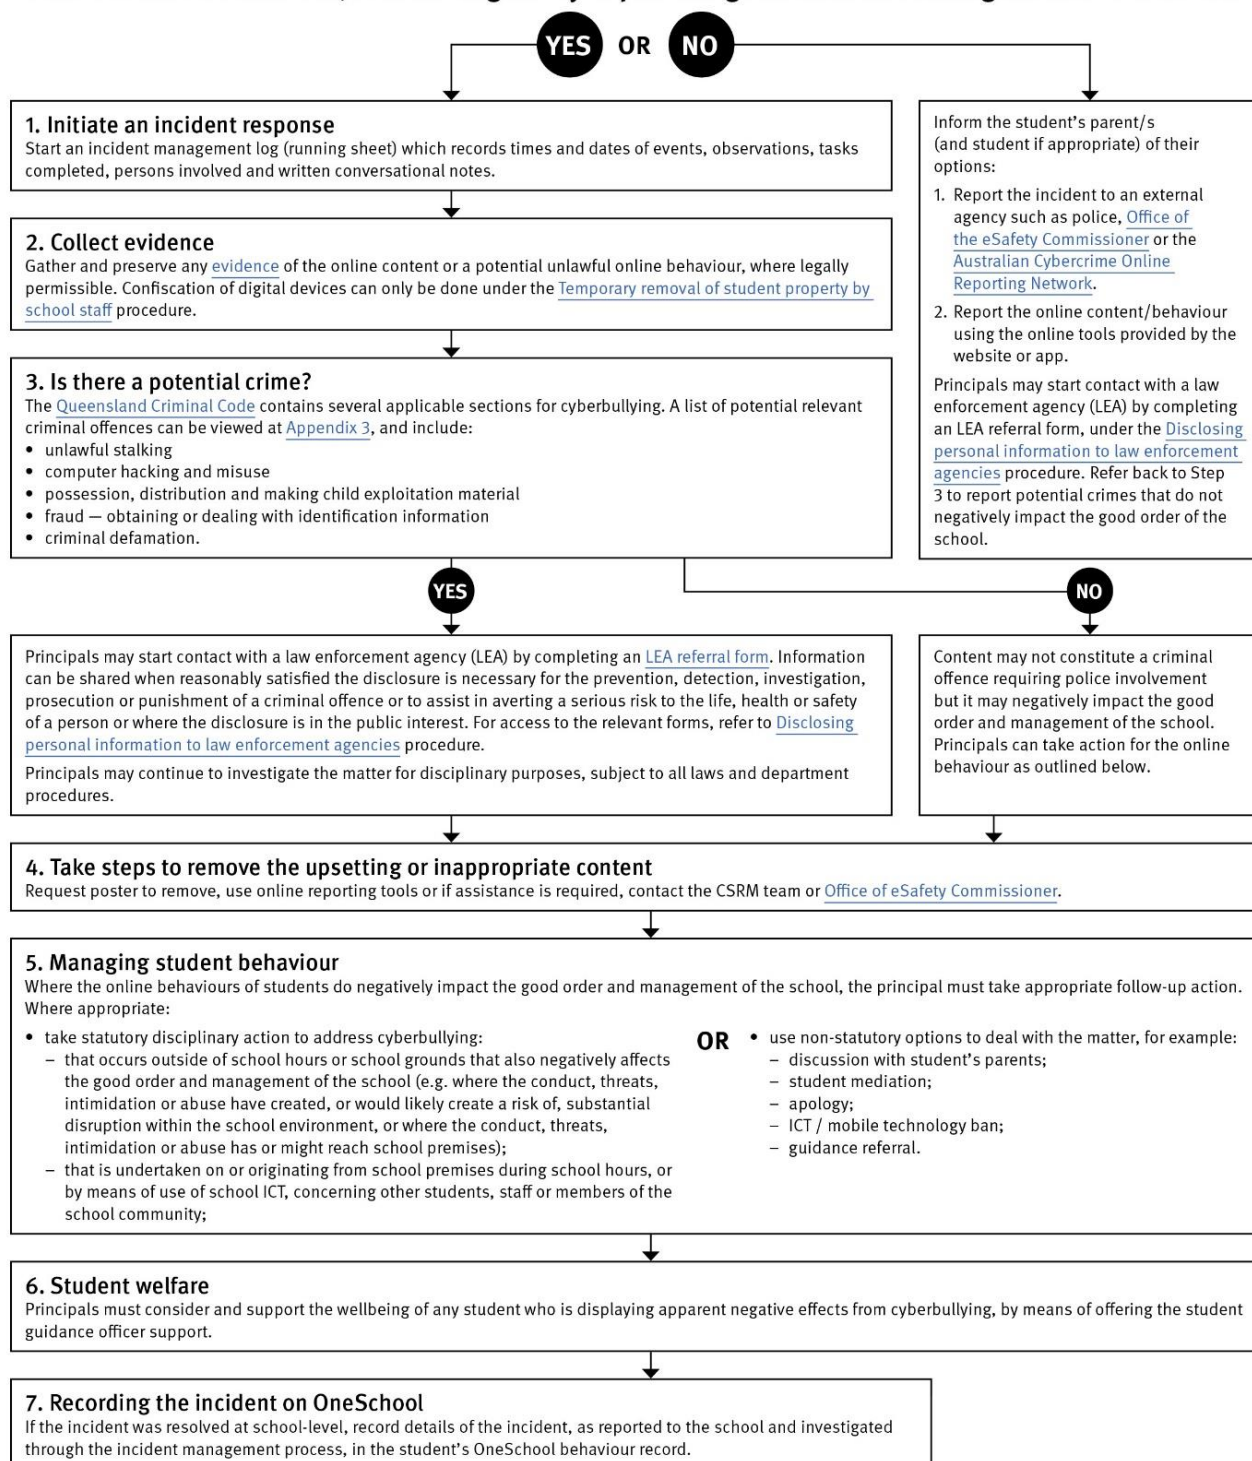 YES OR NO
1. Initiate an incident response
Start an incident management log (running sheet) which records times and dates of events, observations, tasks
completed, persons involved and written conversational notes.
2. Collect evidence
Gather and preserve any evidence of the online content or a potential unlawful online behaviour, where legally
permissible. Confiscation of digital devices can only be done under the Temporary removal of student property by
school staff procedure.
3. Is there a potential crime?
The Queensland Criminal Code contains several applicable sections for cyberbullying. A list of potential relevant
criminal offences can be viewed at Appendix 3, and include:
• unlawful stalking
• computer hacking and misuse
• possession, distribution and making child exploitation material
• fraud — obtaining or dealing with identification information
• criminal defamation.
Inform the student's parent/s
(and student if appropriate) of their
options:
1. Report the incident to an external
agency such as police, Office of
the eSafety Commissioner or the
Australian Cybercrime Online
Reporting Network.
2. Report the online content/behaviour
using the online tools provided by the
website or app.
Principals may start contact with a law
enforcement agency (LEA) by completing
an LEA referral form, under the Disclosing
personal information to law enforcement
agencies procedure. Refer back to Step
3 to report potential crimes that do not
negatively impact the good order of the
school.
YES
NO
Principals may start contact with a law enforcement agency (LEA) by completing an LEA referral form. Information
can be shared when reasonably satisfied the disclosure is necessary for the prevention, detection, investigation,
prosecution or punishment of a criminal offence or to assist in averting a serious risk to the life, health or safety
of a person or where the disclosure is in the public interest. For access to the relevant forms, refer to Disclosing
personal information to law enforcement agencies procedure.
Principals may continue to investigate the matter for disciplinary purposes, subject to all laws and department
procedures.
Content may not constitute a criminal
offence requiring police involvement
but it may negatively impact the good
order and management of the school.
Principals can take action for the online
behaviour as outlined below.
4. Take steps to remove the upsetting or inappropriate content
Request poster to remove, use online reporting tools or if assistance is required, contact the CSRM team or Office of eSafety Commissioner.
5. Managing student behaviour
Where the online behaviours of students do negatively impact the good order and management of the school, the principal must take appropriate follow-up action.
Where appropriate:
• take statutory disciplinary action to address cyberbullying:
– that occurs outside of school hours or school grounds that also negatively affects
the good order and management of the school (e.g. where the conduct, threats,
intimidation or abuse have created, or would likely create a risk of, substantial
disruption within the school environment, or where the conduct, threats,
intimidation or abuse has or might reach school premises);
– that is undertaken on or originating from school premises during school hours, or
by means of use of school ICT, concerning other students, staff or members of the
school community;
OR
• use non-statutory options to deal with the matter, for example:
– discussion with student's parents;
– student mediation;
– apology;
– ICT / mobile technology ban;
– guidance referral.
6. Student welfare
Principals must consider and support the wellbeing of any student who is displaying apparent negative effects from cyberbullying, by means of offering the student
guidance officer support.
7. Recording the incident on OneSchool
If the incident was resolved at school-level, record details of the incident, as reported to the school and investigated
through the incident management process, in the student's OneSchool behaviour record.